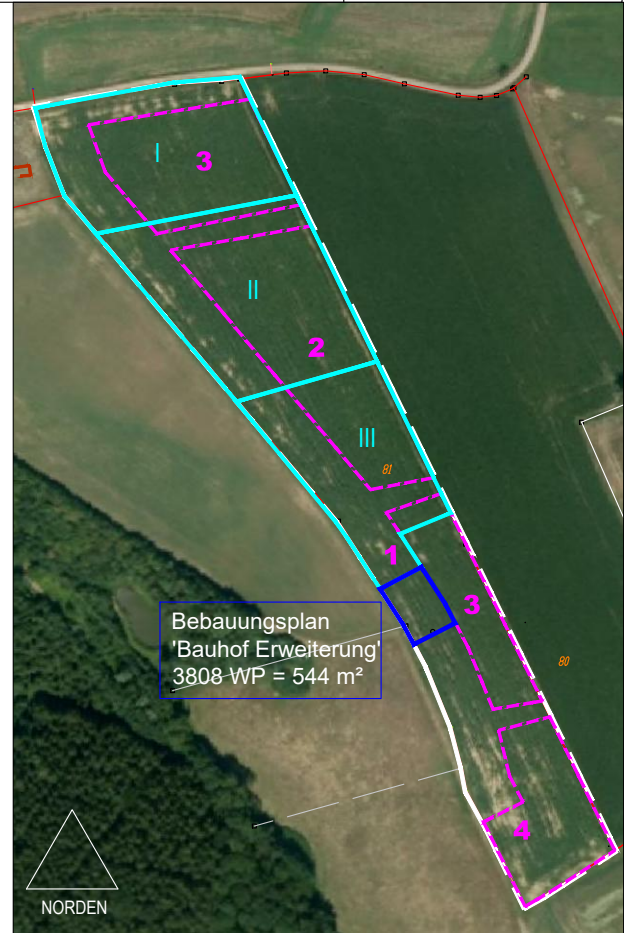 I
3
II
2
III
81
1
3
Bebauungsplan
'Bauhof Erweiterung'
3808 WP = 544 m²
80
4
NORDEN